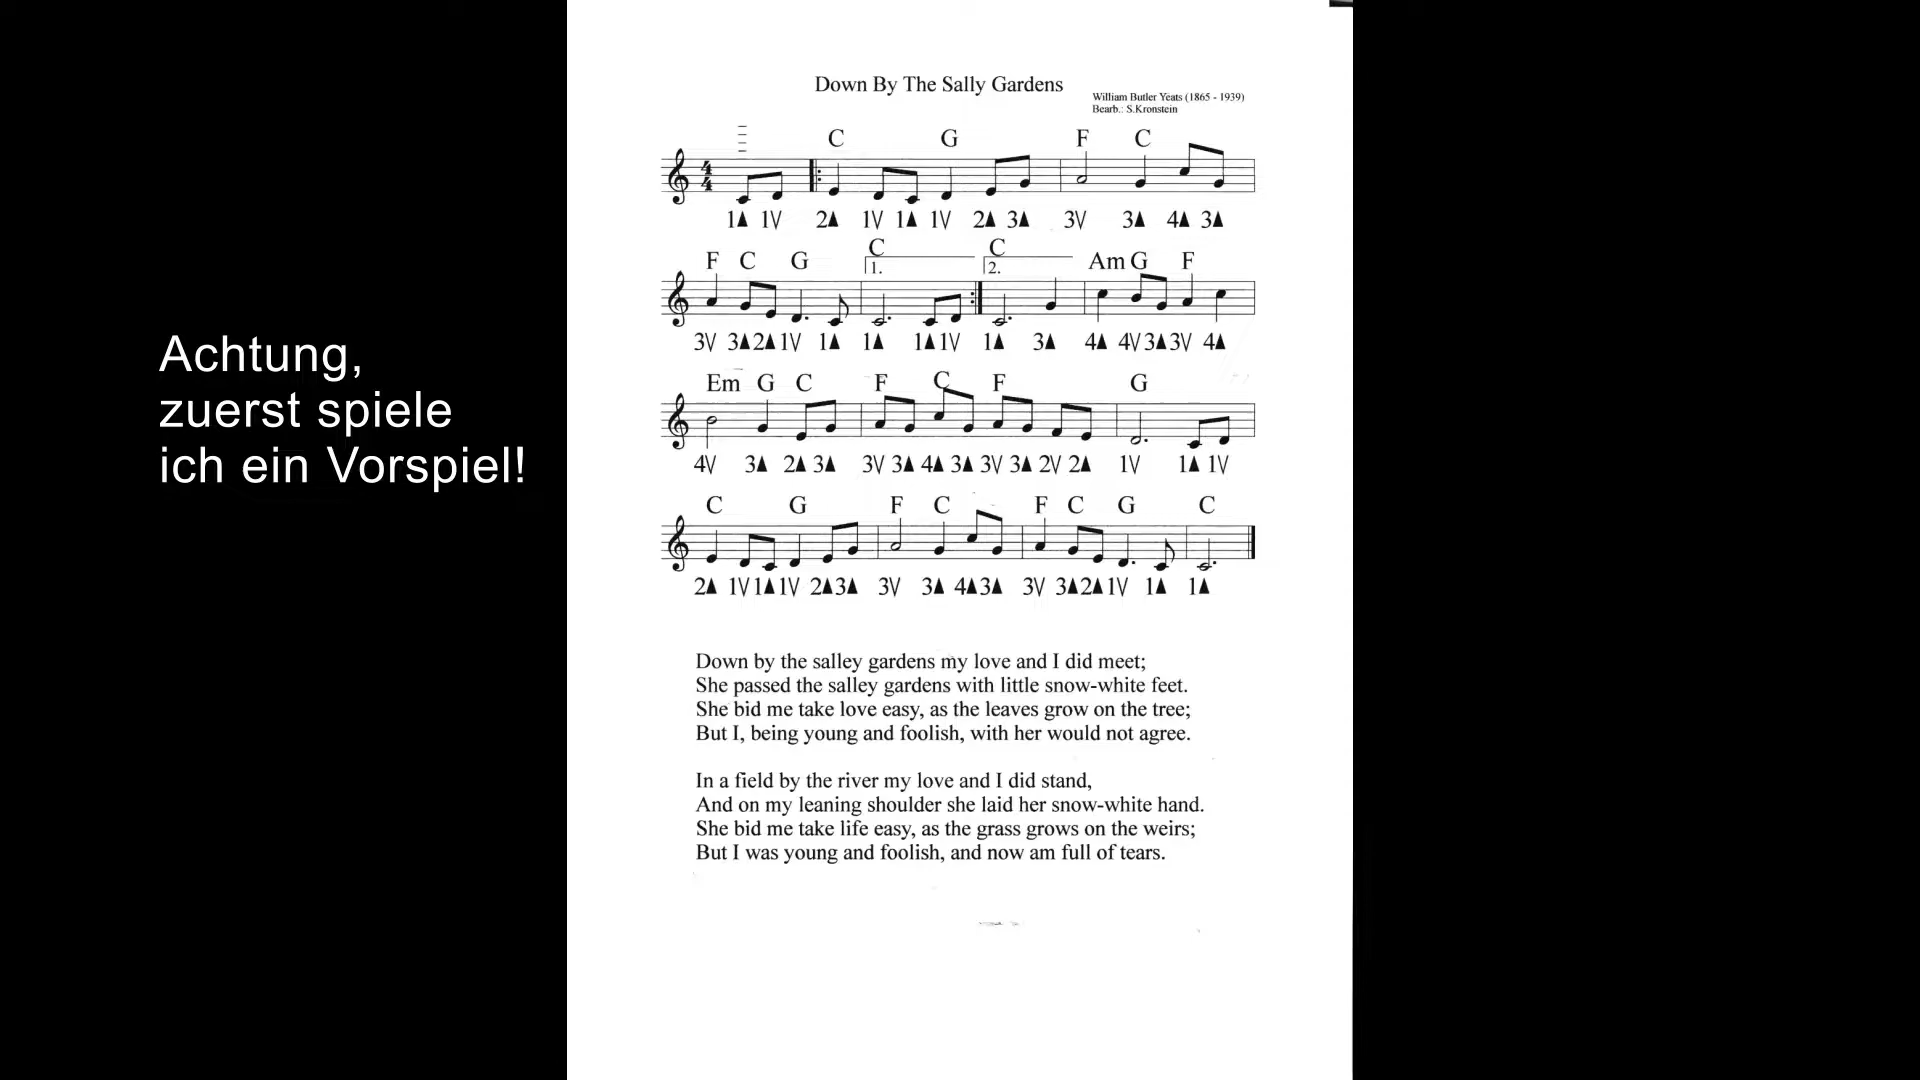 Achtung,
zuerst spiele
ich ein Vorspiel!
Down By The Sally Gardens
William Butler Yeats (1865 - 1939)
Bearb.: S.Kronstein
C G F C
4
4
1▲ 1V 2▲ 1V 1▲ 1V 2▲ 3▲ 3V 3▲ 4▲ 3▲
F C G C C Am G F
1. 2.
3V 3▲ 2▲ 1V 1▲ 1▲ 1▲ 1V 1▲ 3▲ 4▲ 4V 3▲ 3V 4▲
Em G C F C F G
4V 3▲ 2▲ 3▲ 3V 3▲ 4▲ 3▲ 3V 3▲ 2V 2▲ 1V 1▲ 1V
C G F C F C G C
2▲ 1V 1▲ 1V 2▲ 3▲ 3V 3▲ 4▲ 3▲ 3V 3▲ 2▲ 1V 1▲ 1▲
Down by the salley gardens my love and I did meet;
She passed the salley gardens with little snow-white feet.
She bid me take love easy, as the leaves grow on the tree;
But I, being young and foolish, with her would not agree.
In a field by the river my love and I did stand,
And on my leaning shoulder she laid her snow-white hand.
She bid me take life easy, as the grass grows on the weirs;
But I was young and foolish, and now am full of tears.